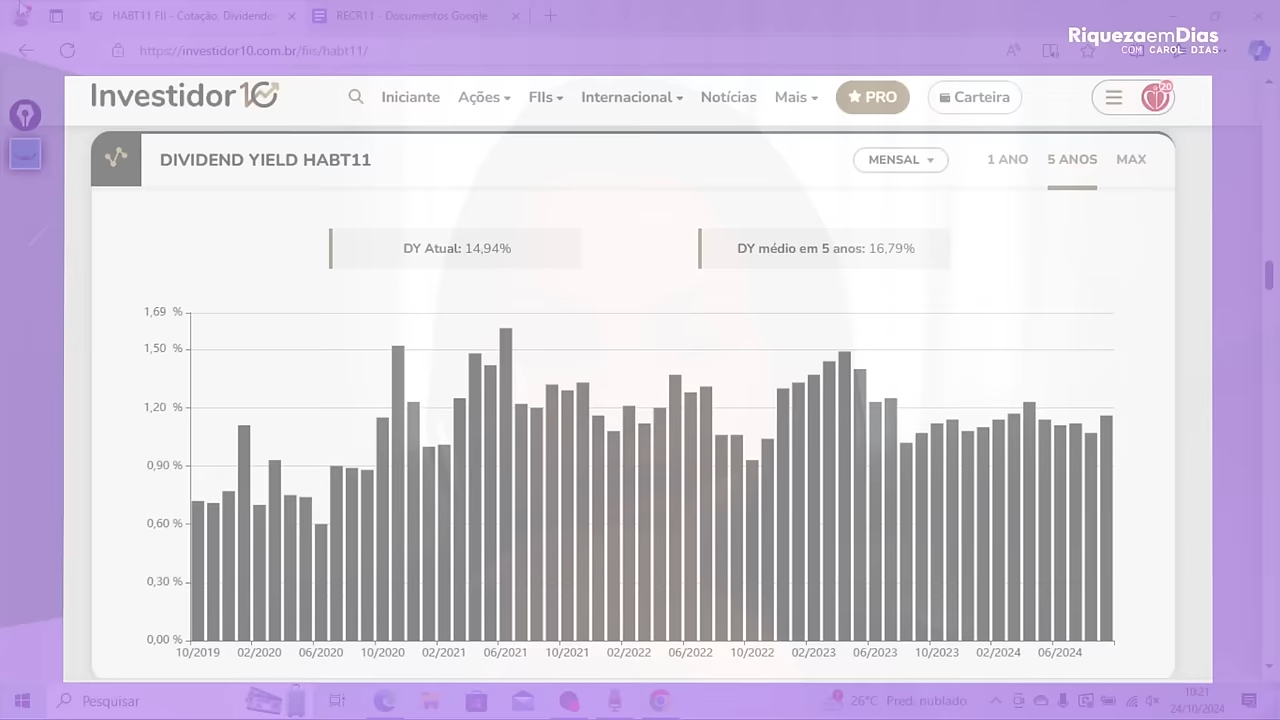 HABT11 FII - Cotação, Dividendo
RECR11 - Documentos Google
RiquezaemDias
COM CAROL DIAS
https://investidor10.com.br/fiis/habt11/
Investidor10
Iniciante
Ações
FIIs
Internacional
Notícias
Mais
PRO
Carteira
20
DIVIDEND YIELD HABT11
MENSAL
1 ANO
5 ANOS
MAX
DY Atual: 14,94%
DY médio em 5 anos: 16,79%
1,69 %
1,50 %
1,20 %
0,90 %
0,60 %
0,30 %
0,00 %
10/2019 02/2020 06/2020 10/2020 02/2021 06/2021 10/2021 02/2022 06/2022 10/2022 02/2023 06/2023 10/2023 02/2024 06/2024
Pesquisar
26°C Pred. nublado
10:21
24/10/2024